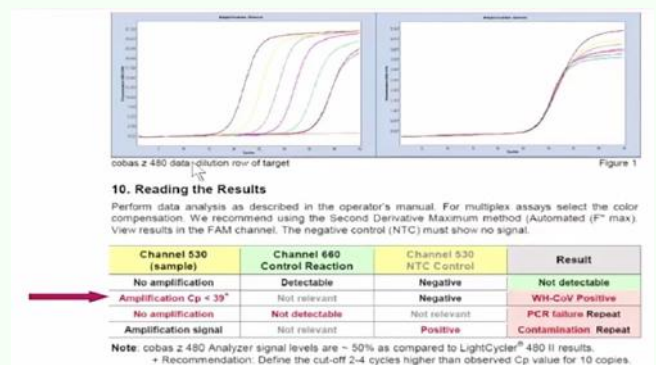 cobas z 480 data: dilution row of target
Figure 1
10. Reading the Results
Perform data analysis as described in the operator's manual. For multiplex assays select the color
compensation. We recommend using the Second Derivative Maximum method (Automated (F" max).
View results in the FAM channel. The negative control (NTC) must show no signal.
Channel 530 (sample) Channel 660 Control Reaction Channel 530 NTC Control Result
No amplification Detectable Negative Not detectable
Amplification Cp < 39* Not relevant Negative WH-CoV Positive
No amplification Not detectable Not relevant PCR failure Repeat
Amplification signal Not relevant Positive Contamination Repeat
Note: cobas z 480 Analyzer signal levels are ~ 50% as compared to LightCycler® 480 II results.
+ Recommendation: Define the cut-off 2-4 cycles higher than observed Cp value for 10 copies.